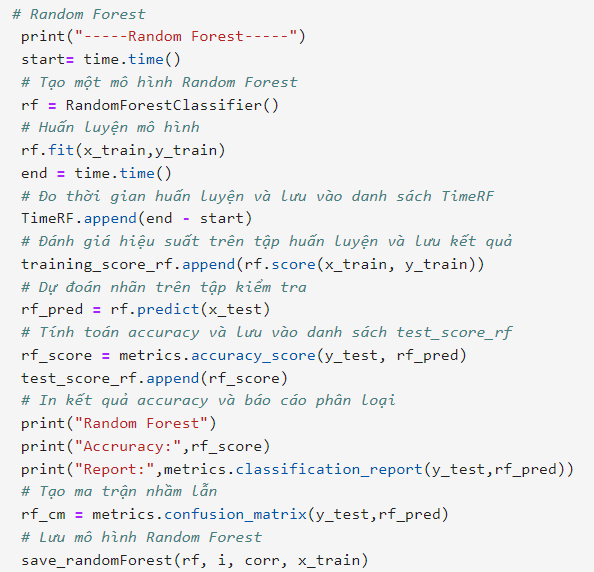 # Random Forest
print("-----Random Forest-----")
start= time.time()
# Tạo một mô hình Random Forest
rf = RandomForestClassifier()
# Huấn luyện mô hình
rf.fit(x_train,y_train)
end = time.time()
# Đo thời gian huấn luyện và lưu vào danh sách TimeRF
TimeRF.append(end - start)
# Đánh giá hiệu suất trên tập huấn luyện và lưu kết quả
training_score_rf.append(rf.score(x_train, y_train))
# Dự đoán nhãn trên tập kiểm tra
rf_pred = rf.predict(x_test)
# Tính toán accuracy và lưu vào danh sách test_score_rf
rf_score = metrics.accuracy_score(y_test, rf_pred)
test_score_rf.append(rf_score)
# In kết quả accuracy và báo cáo phân loại
print("Random Forest")
print("Accruracy:",rf_score)
print("Report:",metrics.classification_report(y_test,rf_pred))
# Tạo ma trận nhầm lẫn
rf_cm = metrics.confusion_matrix(y_test,rf_pred)
# Lưu mô hình Random Forest
save_randomForest(rf, i, corr, x_train)